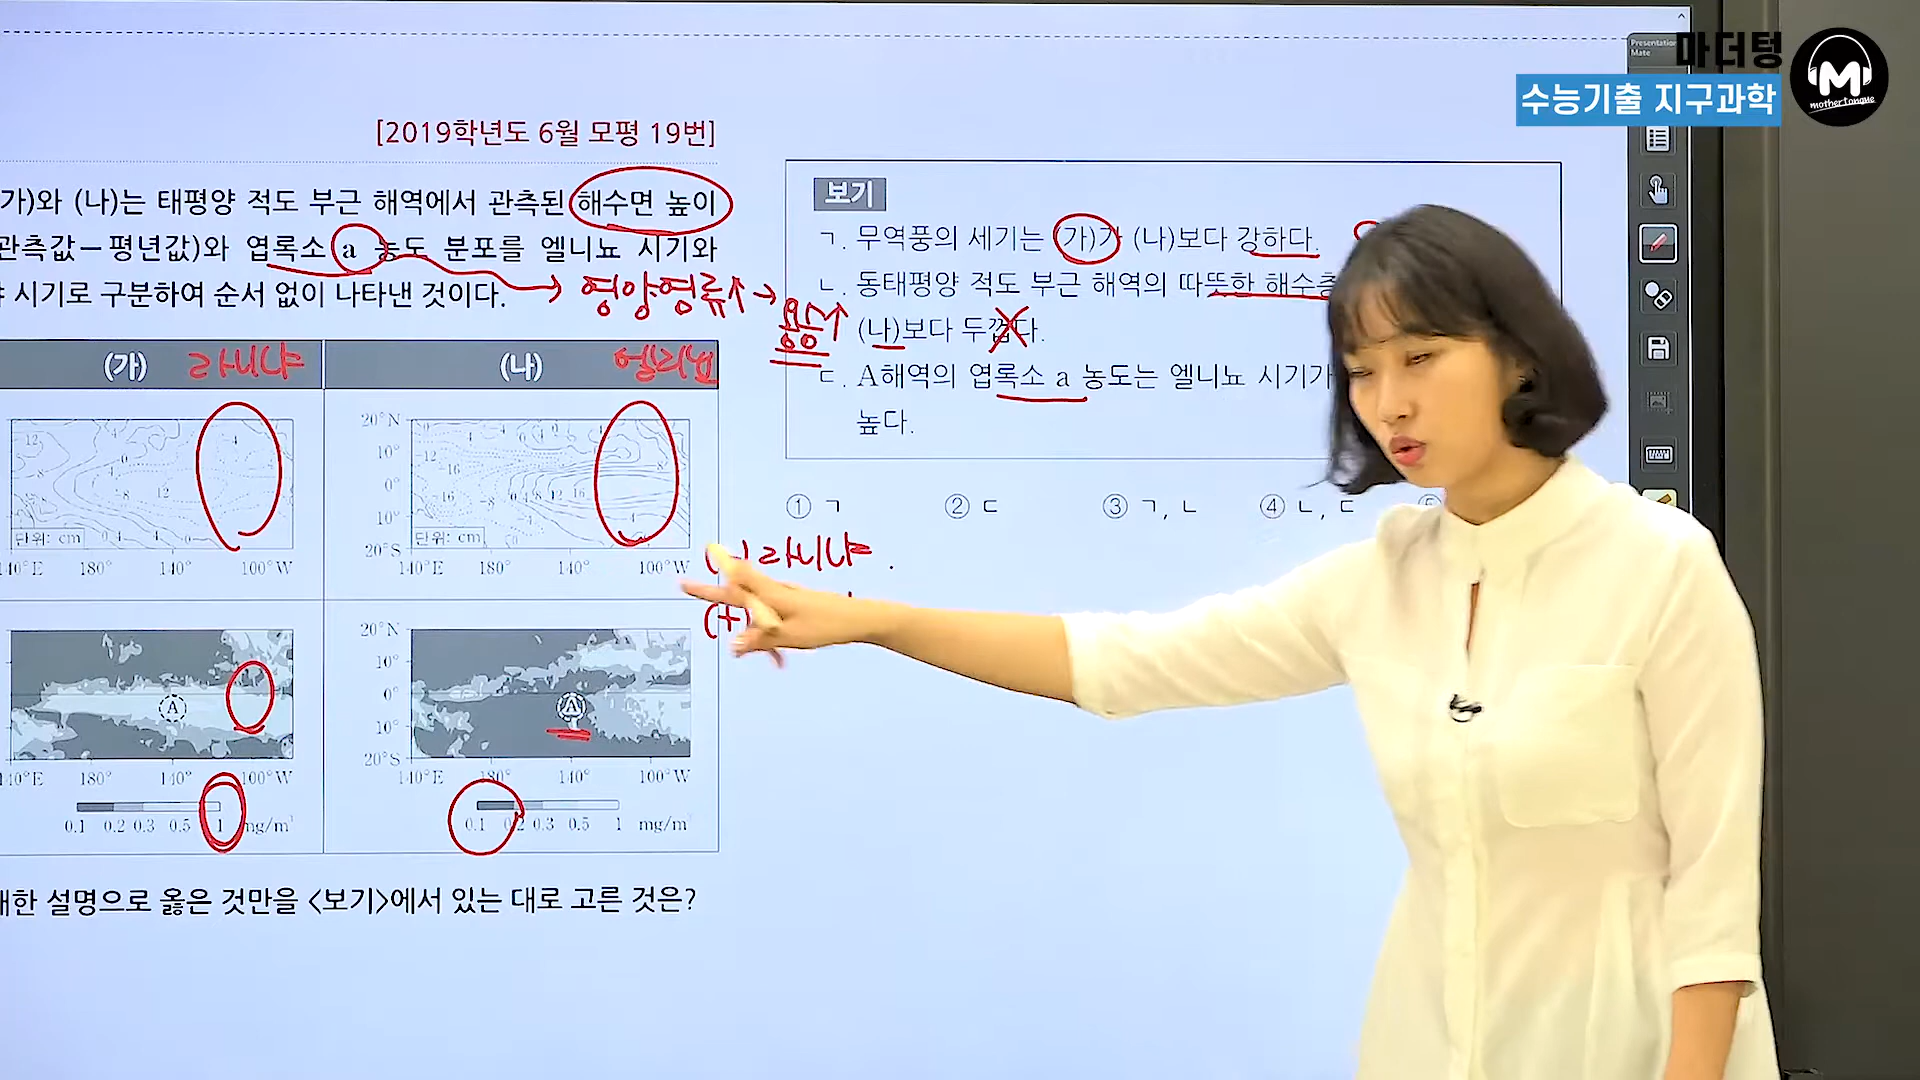 Presentation
Mate
마더텅
수능기출 지구과학
mothertongue
[2019학년도 6월 모평 19번]
가)와 (나)는 태평양 적도 부근 해역에서 관측된 해수면 높이
관측값－평년값)와 엽록소 a 농도 분포를 엘니뇨 시기와
시기로 구분하여 순서 없이 나타낸 것이다.
영양염류↑ → 용승↑
(가) 라니냐
(나) 엘니뇨
20°N
10°
0°
10°
20°S
단위: cm
단위: cm
140°E 180° 140° 100°W
140°E 180° 140° 100°W
20°N
10°
0°
10°
20°S
A
A
140°E 180° 140° 100°W
140°E 180° 140° 100°W
0.1 0.2 0.3 0.5 1 mg/m³
0.1 0.2 0.3 0.5 1 mg/m³
한 설명으로 옳은 것만을 <보기>에서 있는 대로 고른 것은?
보기
ㄱ. 무역풍의 세기는 (가)가 (나)보다 강하다.
ㄴ. 동태평양 적도 부근 해역의 따뜻한 해수층
(나)보다 두껍다.
ㄷ. A해역의 엽록소 a 농도는 엘니뇨 시기가
높다.
① ㄱ ② ㄷ ③ ㄱ, ㄴ ④ ㄴ, ㄷ ⑤
라니냐.
(+)